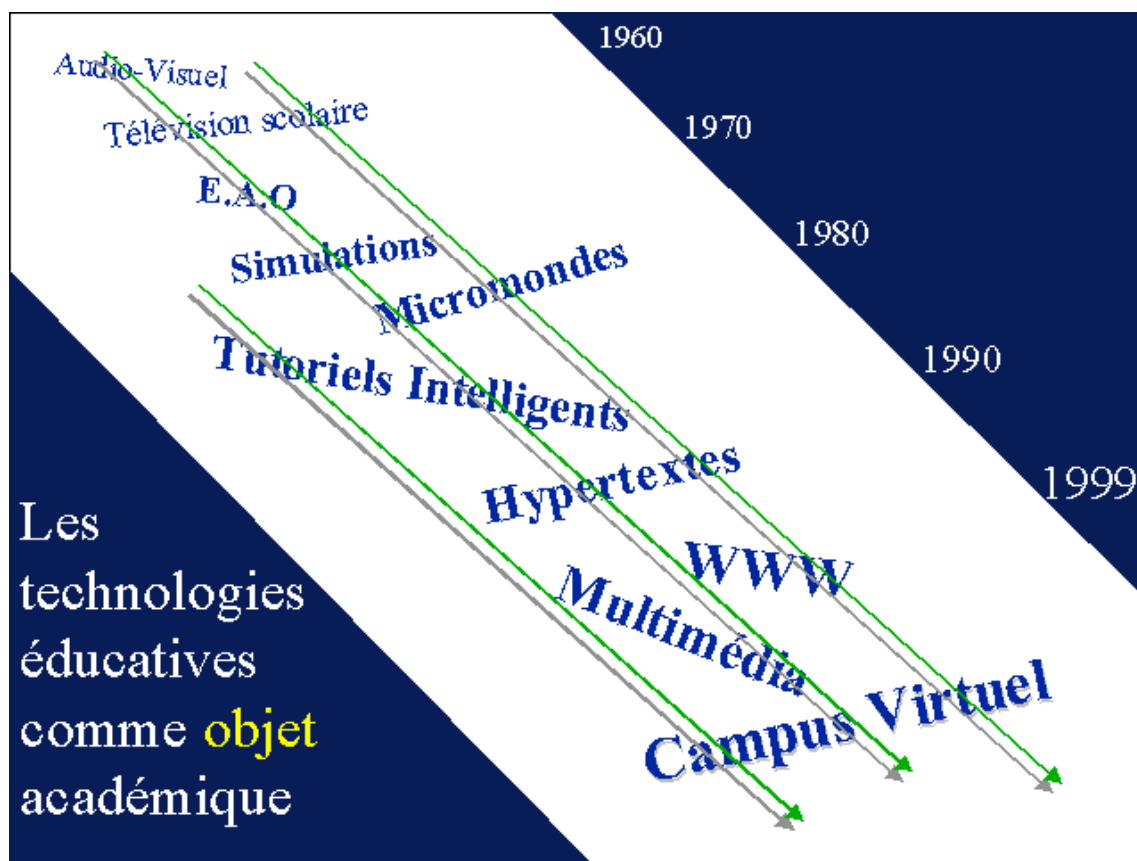 1960
Audio-Visuel
Télévision scolaire
1970
E.A.O
1980
Simulations
Micromondes
1990
Tutoriels Intelligents
Hypertextes
1999
WWW
Multimédia
Campus Virtuel
Les
technologies
éducatives
comme objet
académique